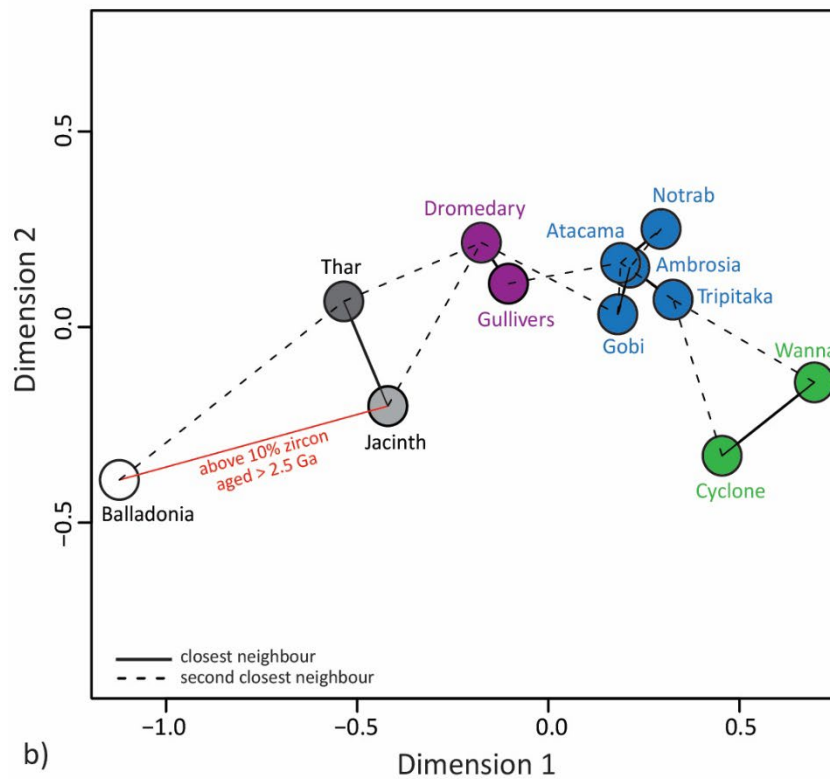 Dimension 2
0.5
0.0
−0.5
Notrab
Dromedary
Atacama
Thar
Ambrosia
Tripitaka
Gullivers
Gobi
Wanna
Jacinth
above 10% zircon
aged > 2.5 Ga
Cyclone
Balladonia
closest neighbour
second closest neighbour
−1.0
−0.5
0.0
0.5
b)
Dimension 1